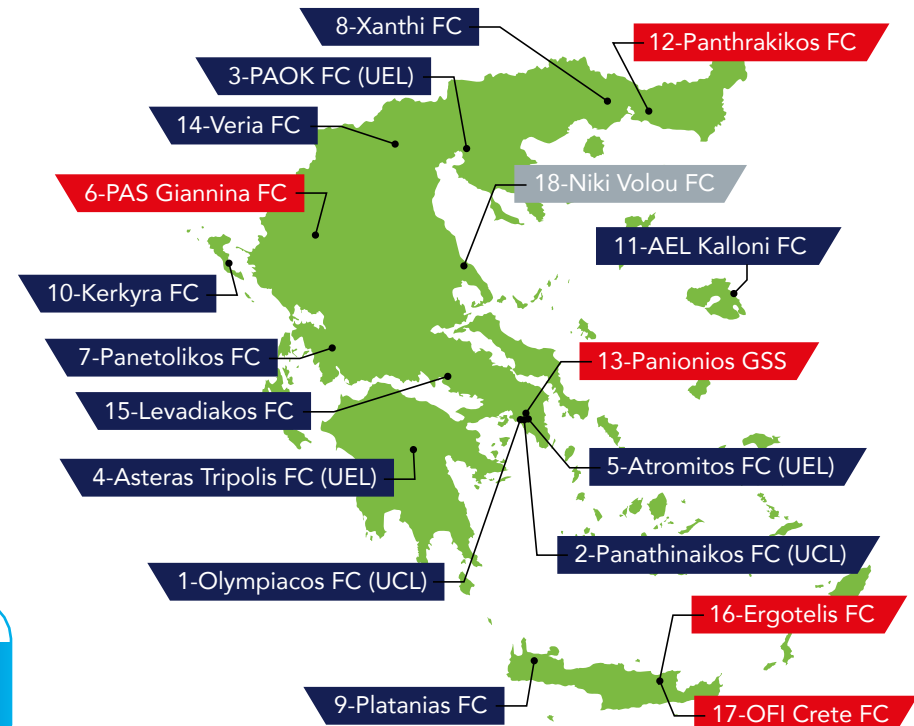 8-Xanthi FC
12-Panthrakikos FC
3-PAOK FC (UEL)
14-Veria FC
6-PAS Giannina FC
18-Niki Volou FC
11-AEL Kalloni FC
10-Kerkyra FC
7-Panetolikos FC
13-Panionios GSS
15-Levadiakos FC
4-Asteras Tripolis FC (UEL)
5-Atromitos FC (UEL)
1-Olympiacos FC (UCL)
2-Panathinaikos FC (UCL)
16-Ergotelis FC
9-Platanias FC
17-OFI Crete FC